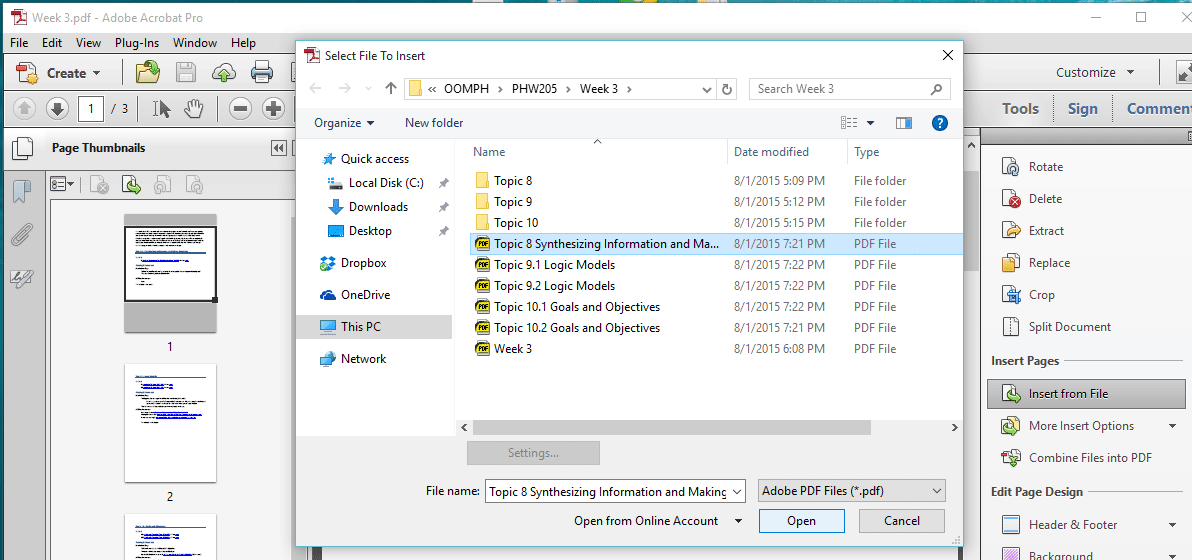 Week 3.pdf - Adobe Acrobat Pro
File Edit View Plug-Ins Window Help
Create
Customize
1 / 3
Tools Sign Comment
Page Thumbnails
1
2
Select File To Insert
« OOMPH > PHW205 > Week 3 >
Search Week 3
Organize New folder
Quick access
Local Disk (C:)
Downloads
Desktop
Dropbox
OneDrive
This PC
Network
Name Date modified Type
Topic 8 8/1/2015 5:09 PM File folder
Topic 9 8/1/2015 5:12 PM File folder
Topic 10 8/1/2015 5:15 PM File folder
PDF Topic 8 Synthesizing Information and Ma... 8/1/2015 7:21 PM PDF File
PDF Topic 9.1 Logic Models 8/1/2015 7:22 PM PDF File
PDF Topic 9.2 Logic Models 8/1/2015 7:22 PM PDF File
PDF Topic 10.1 Goals and Objectives 8/1/2015 7:22 PM PDF File
PDF Topic 10.2 Goals and Objectives 8/1/2015 7:21 PM PDF File
PDF Week 3 8/1/2015 6:08 PM PDF File
Settings...
File name: Topic 8 Synthesizing Information and Making
Adobe PDF Files (*.pdf)
Open from Online Account
Open Cancel
Rotate
Delete
Extract
Replace
Crop
Split Document
Insert Pages
Insert from File
More Insert Options
Combine Files into PDF
Edit Page Design
Header & Footer
Background